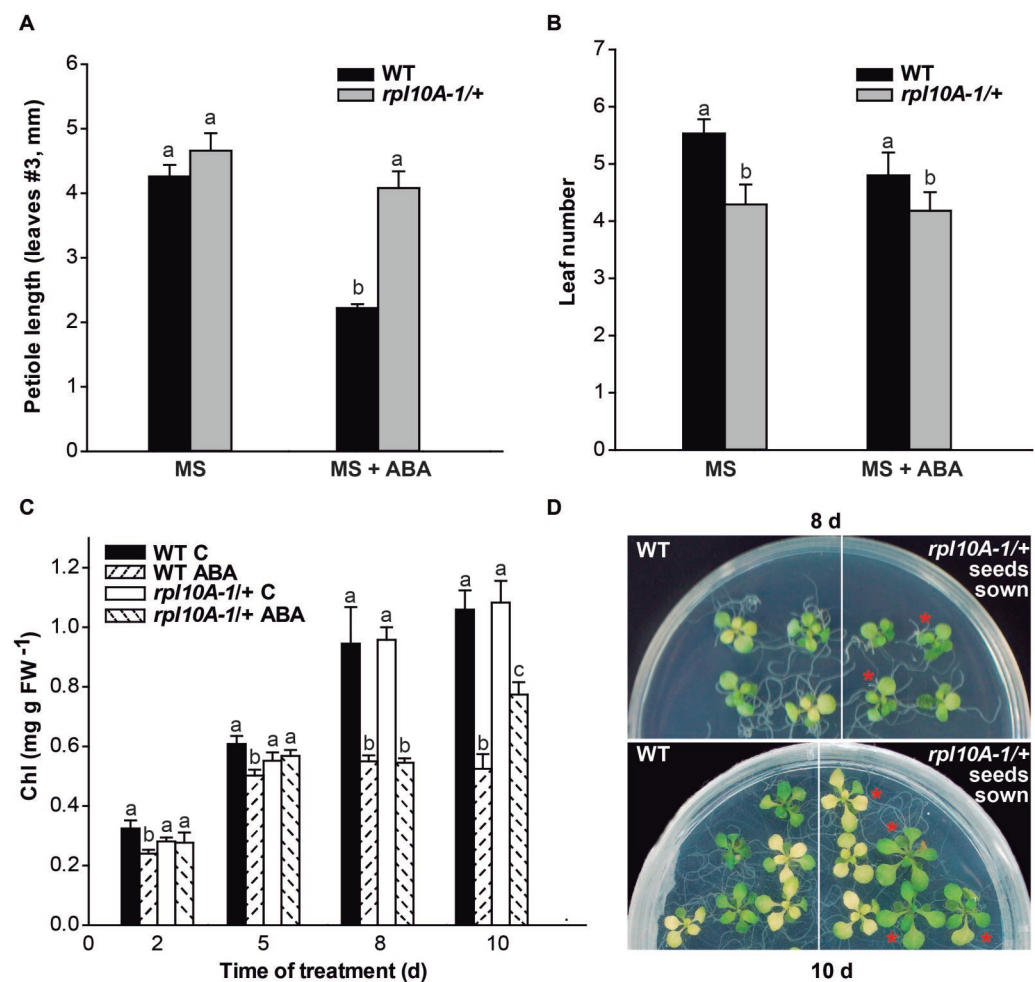 A
Petiole length (leaves #3, mm)
6
5
4
3
2
1
0
WT
rpl10A-1/+
a
a
b
a
MS
MS + ABA
B
Leaf number
7
6
5
4
3
2
1
0
WT
rpl10A-1/+
a
b
a
b
MS
MS + ABA
C
Chl (mg g FW⁻¹)
1.2
1.0
0.8
0.6
0.4
0.2
0.0
WT C
WT ABA
rpl10A-1/+ C
rpl10A-1/+ ABA
a
b
a
a
a
b
a
a
a
b
a
b
a
b
a
c
0
2
5
8
10
Time of treatment (d)
D
8 d
WT
rpl10A-1/+
seeds
sown
*
*
WT
rpl10A-1/+
seeds
sown
*
*
*
*
10 d